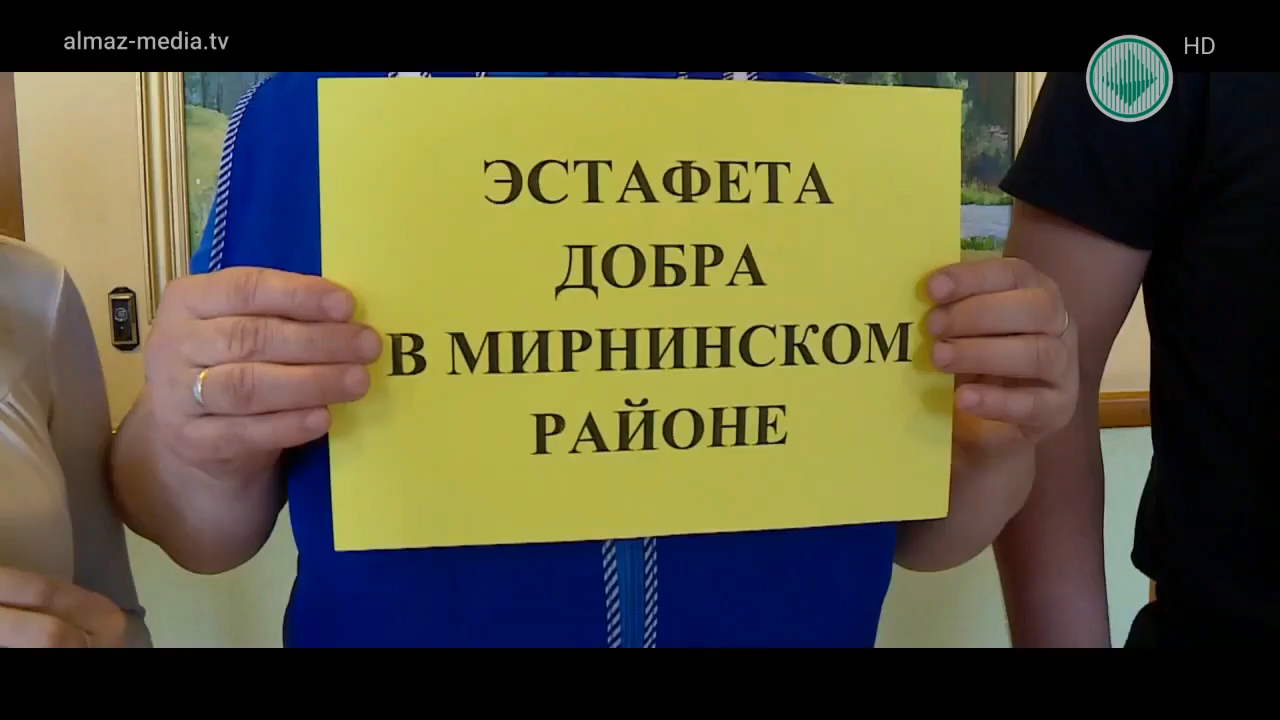 almaz-media.tv
HD
ЭСТАФЕТА
ДОБРА
В МИРНИНСКОМ
РАЙОНЕ